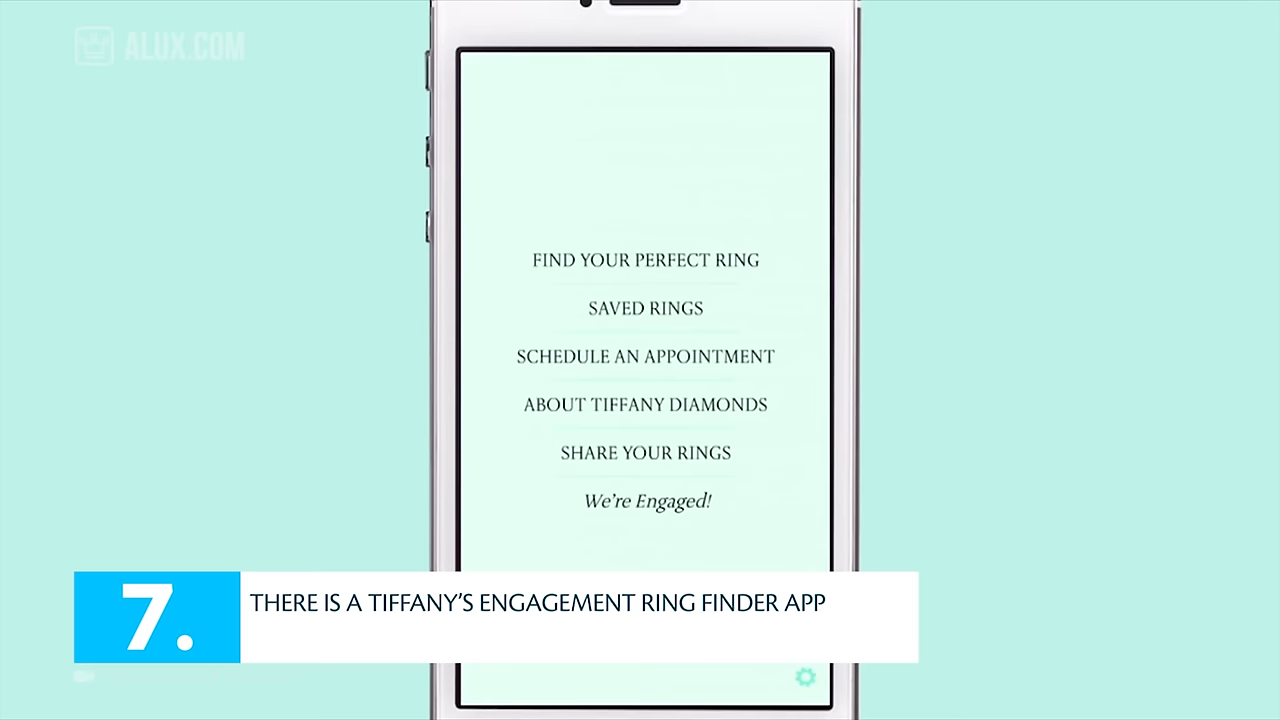 ALUX.COM
FIND YOUR PERFECT RING
SAVED RINGS
SCHEDULE AN APPOINTMENT
ABOUT TIFFANY DIAMONDS
SHARE YOUR RINGS
We're Engaged!
7.
THERE IS A TIFFANY'S ENGAGEMENT RING FINDER APP